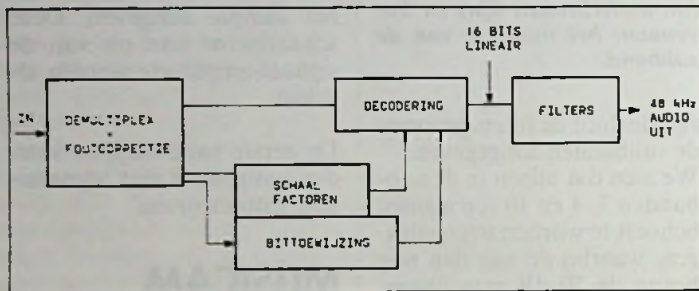 16 BITS
LINEAIR
IN
DEMULTIPLEX
+
FOUTCORRECTIE
DECODERING
FILTERS
48 kHz
AUDIO
UIT
SCHAAL
FACTOREN
BITTOEWIJZING